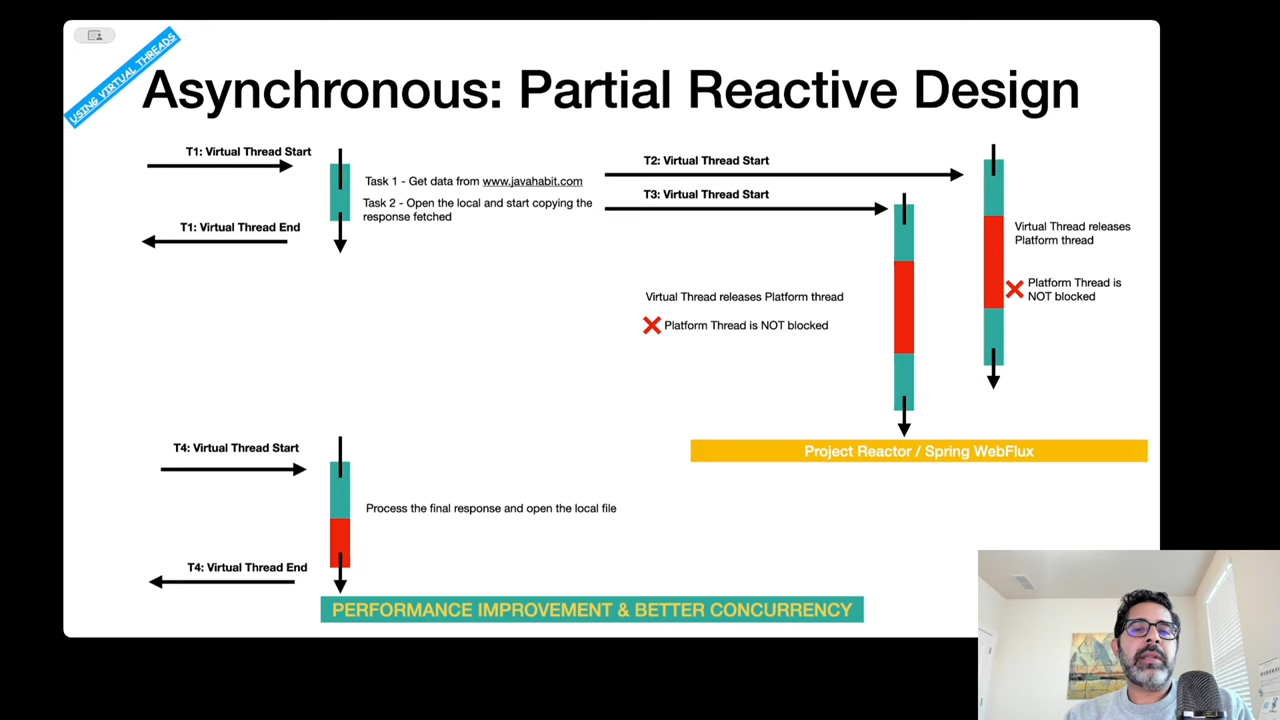 USING VIRTUAL THREADS
Asynchronous: Partial Reactive Design
T1: Virtual Thread Start
Task 1 - Get data from www.javahabit.com
Task 2 - Open the local and start copying the
response fetched
T1: Virtual Thread End
T2: Virtual Thread Start
T3: Virtual Thread Start
Virtual Thread releases
Platform thread
Platform Thread is
NOT blocked
Virtual Thread releases Platform thread
Platform Thread is NOT blocked
Project Reactor / Spring WebFlux
T4: Virtual Thread Start
Process the final response and open the local file
T4: Virtual Thread End
PERFORMANCE IMPROVEMENT & BETTER CONCURRENCY